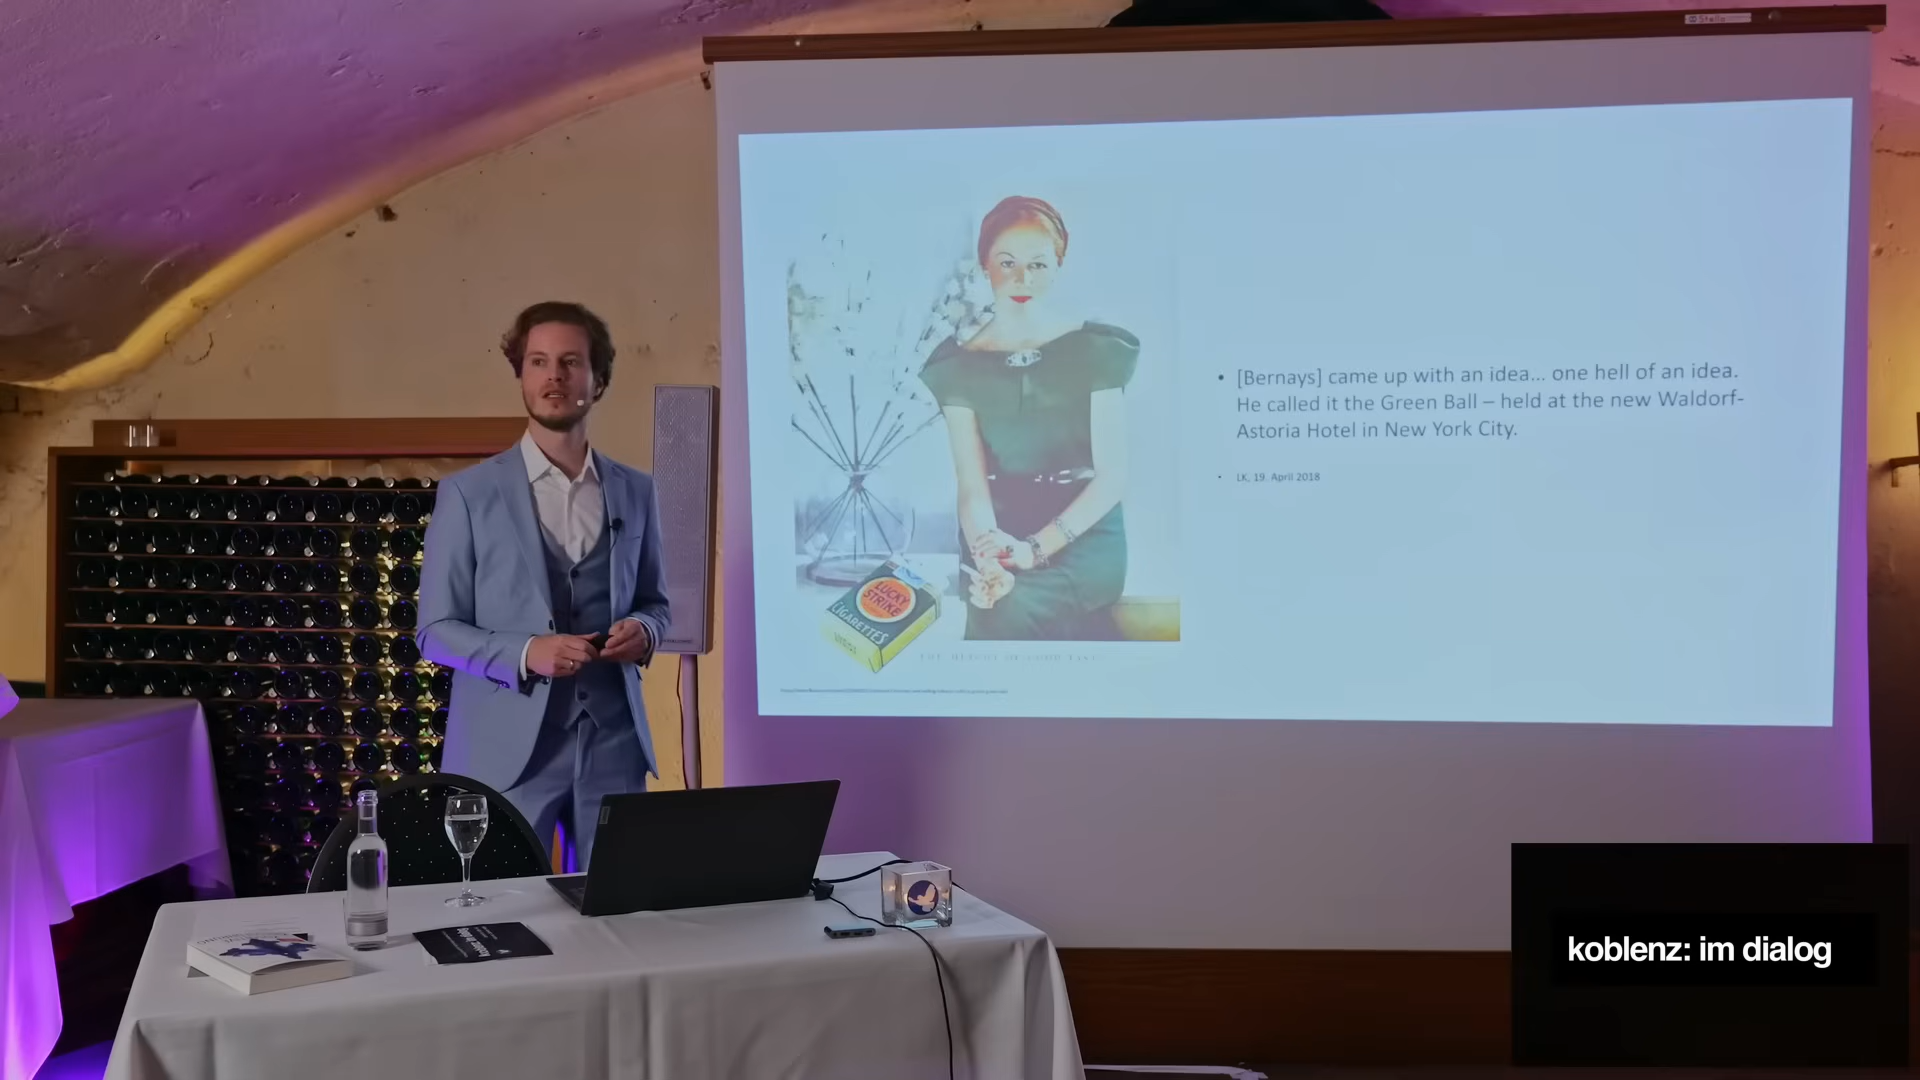 Stella
• [Bernays] came up with an idea... one hell of an idea.
He called it the Green Ball – held at the new Waldorf-
Astoria Hotel in New York City.
• LK, 19. April 2018
LUCKY
STRIKE
CIGARETTES
koblenz: im dialog